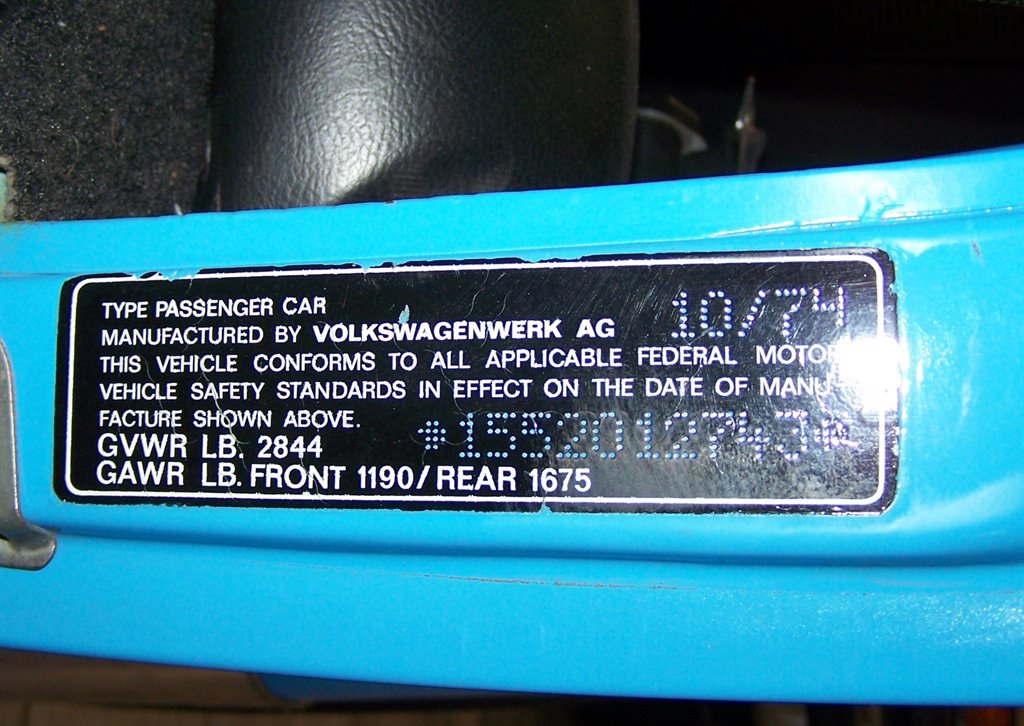 TYPE PASSENGER CAR
10/74
MANUFACTURED BY VOLKSWAGENWERK AG
THIS VEHICLE CONFORMS TO ALL APPLICABLE FEDERAL MOTOR
VEHICLE SAFETY STANDARDS IN EFFECT ON THE DATE OF MANU-
FACTURE SHOWN ABOVE.
*1552012743*
GVWR LB. 2844
GAWR LB. FRONT 1190/REAR 1675